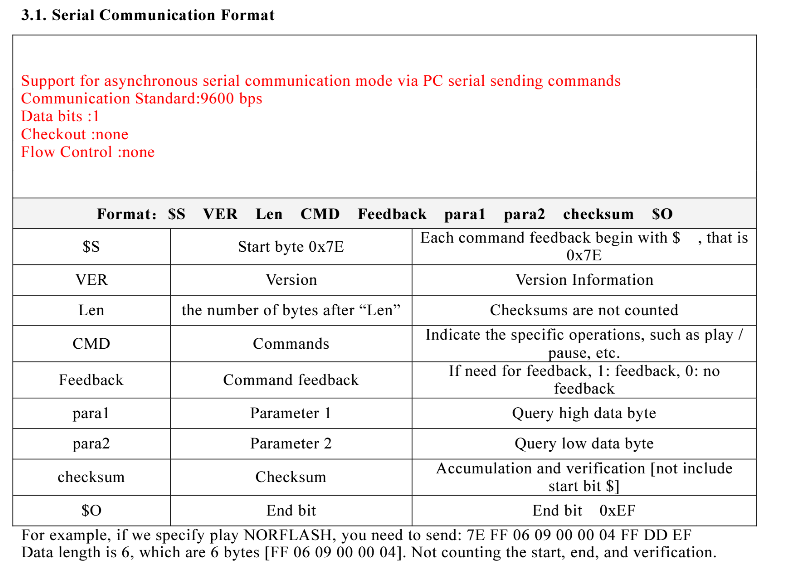 3.1. Serial Communication Format
Support for asynchronous serial communication mode via PC serial sending commands
Communication Standard:9600 bps
Data bits :1
Checkout :none
Flow Control :none
Format: $S VER Len CMD Feedback para1 para2 checksum $O
$S Start byte 0x7E Each command feedback begin with $ , that is
0x7E
VER Version Version Information
Len the number of bytes after “Len” Checksums are not counted
CMD Commands Indicate the specific operations, such as play /
pause, etc.
Feedback Command feedback If need for feedback, 1: feedback, 0: no
feedback
para1 Parameter 1 Query high data byte
para2 Parameter 2 Query low data byte
checksum Checksum Accumulation and verification [not include
start bit $]
$O End bit End bit 0xEF
For example, if we specify play NORFLASH, you need to send: 7E FF 06 09 00 00 04 FF DD EF
Data length is 6, which are 6 bytes [FF 06 09 00 00 04]. Not counting the start, end, and verification.